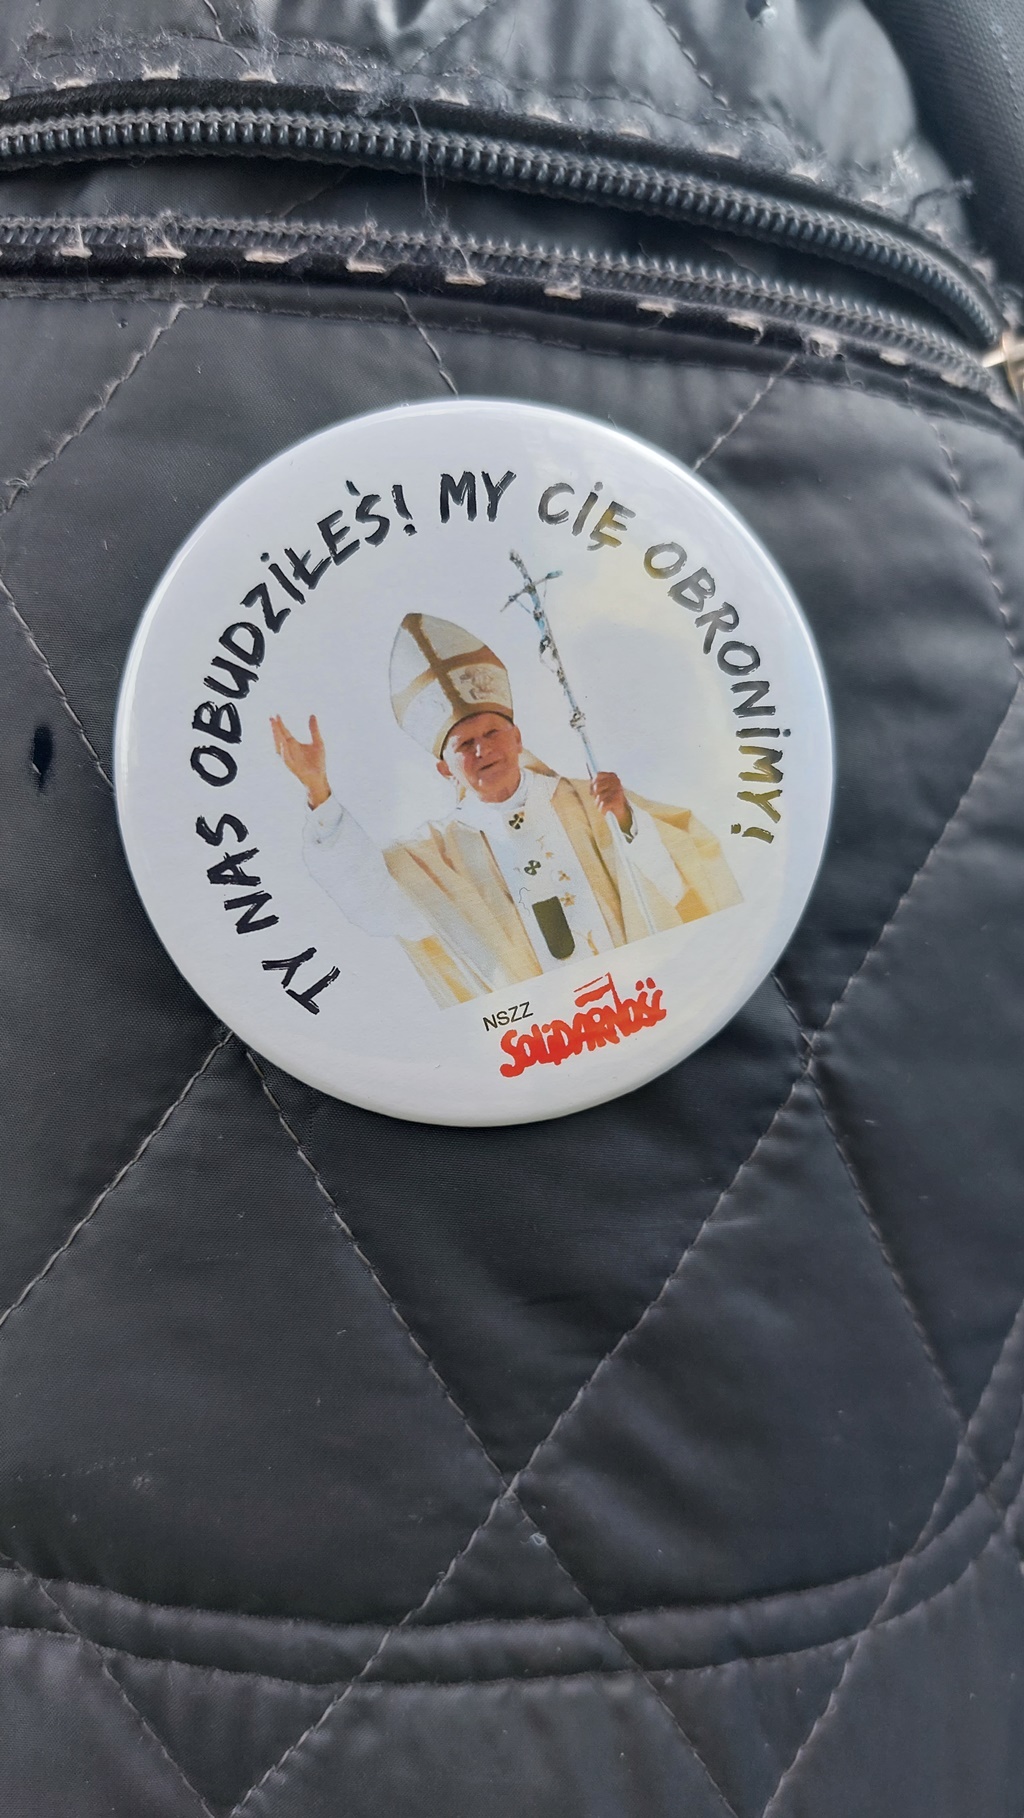 TY NAS OBUDZIŁEŚ! MY CIĘ OBRONIMY!
NSZZ
SOLIDARNOŚĆ